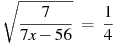 √(7/(7x − 56)) = 1/4